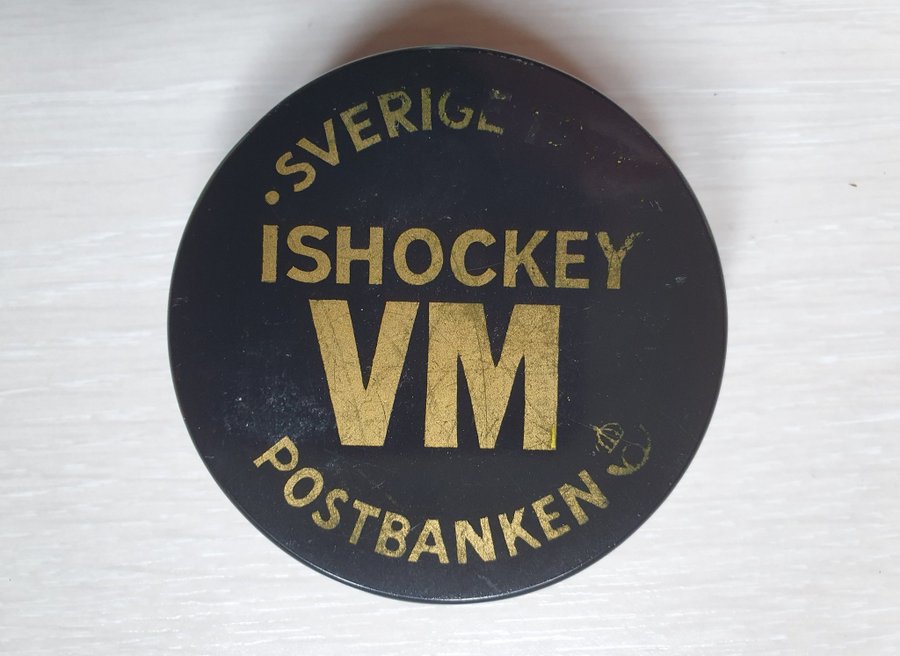 • SVERIGE
ISHOCKEY
VM
POSTBANKEN